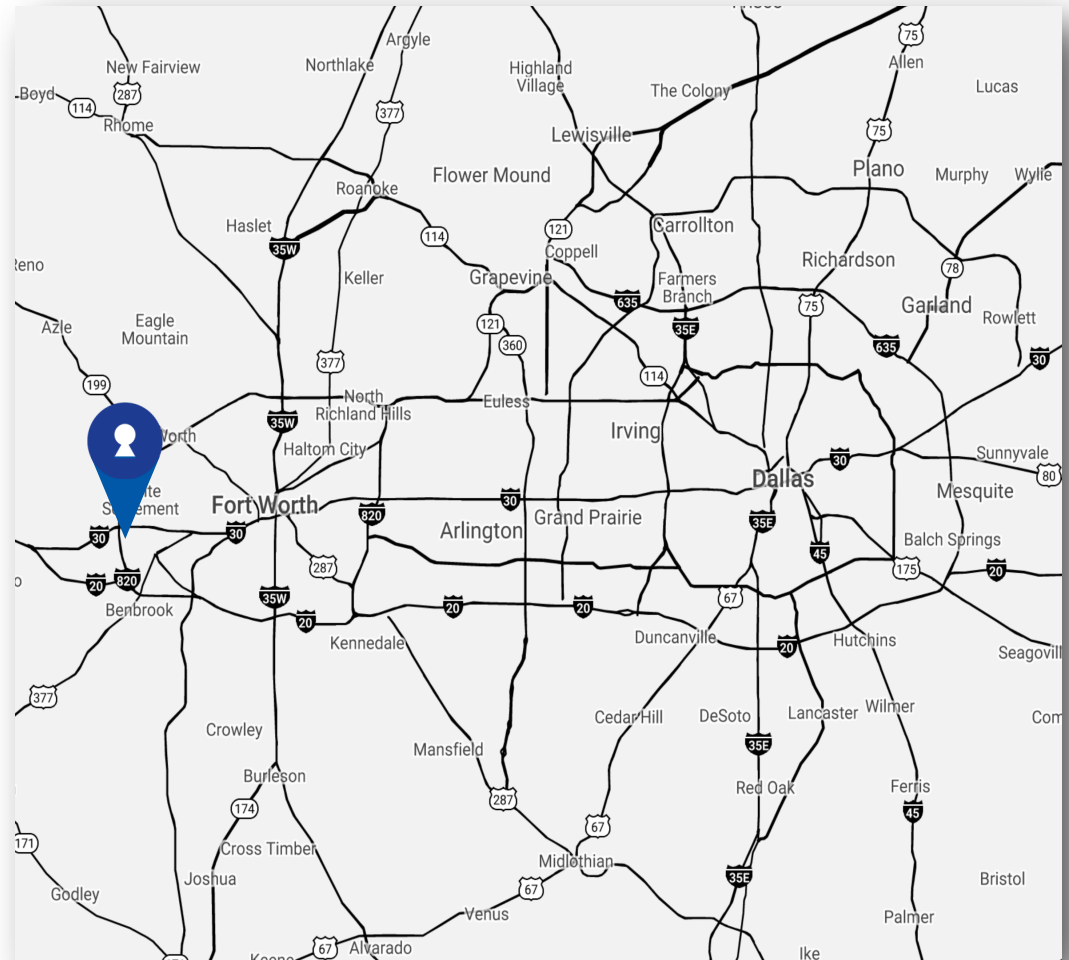 Argyle
75
New Fairview
Northlake
Allen
Highland
Village
Lucas
Boyd
287
The Colony
114
377
Rhome
75
Lewisville
Plano
Flower Mound
Murphy
Wylie
Roanoke
Haslet
121
Carrollton
114
35W
Coppell
Richardson
78
Keller
Grapevine
Farmers
Branch
635
75
Garland
Rowlett
Azle
Eagle
Mountain
121
35E
360
635
30
377
114
199
North
Richland Hills
Euless
35W
Irving
Haltom City
30
Sunnyvale
80
Dallas
Mesquite
Fort Worth
30
820
Arlington
Grand Prairie
35E
30
30
Balch Springs
45
287
175
20
20
820
35W
67
20
20
Benbrook
20
Kennedale
Duncanville
Hutchins
20
377
Cedar Hill
DeSoto
Lancaster
Wilmer
Crowley
35E
Mansfield
Burleson
Red Oak
Ferris
287
174
45
67
171
Cross Timber
Midlothian
Joshua
35E
Bristol
Godley
67
Venus
Palmer
67
Alvarado
Ike